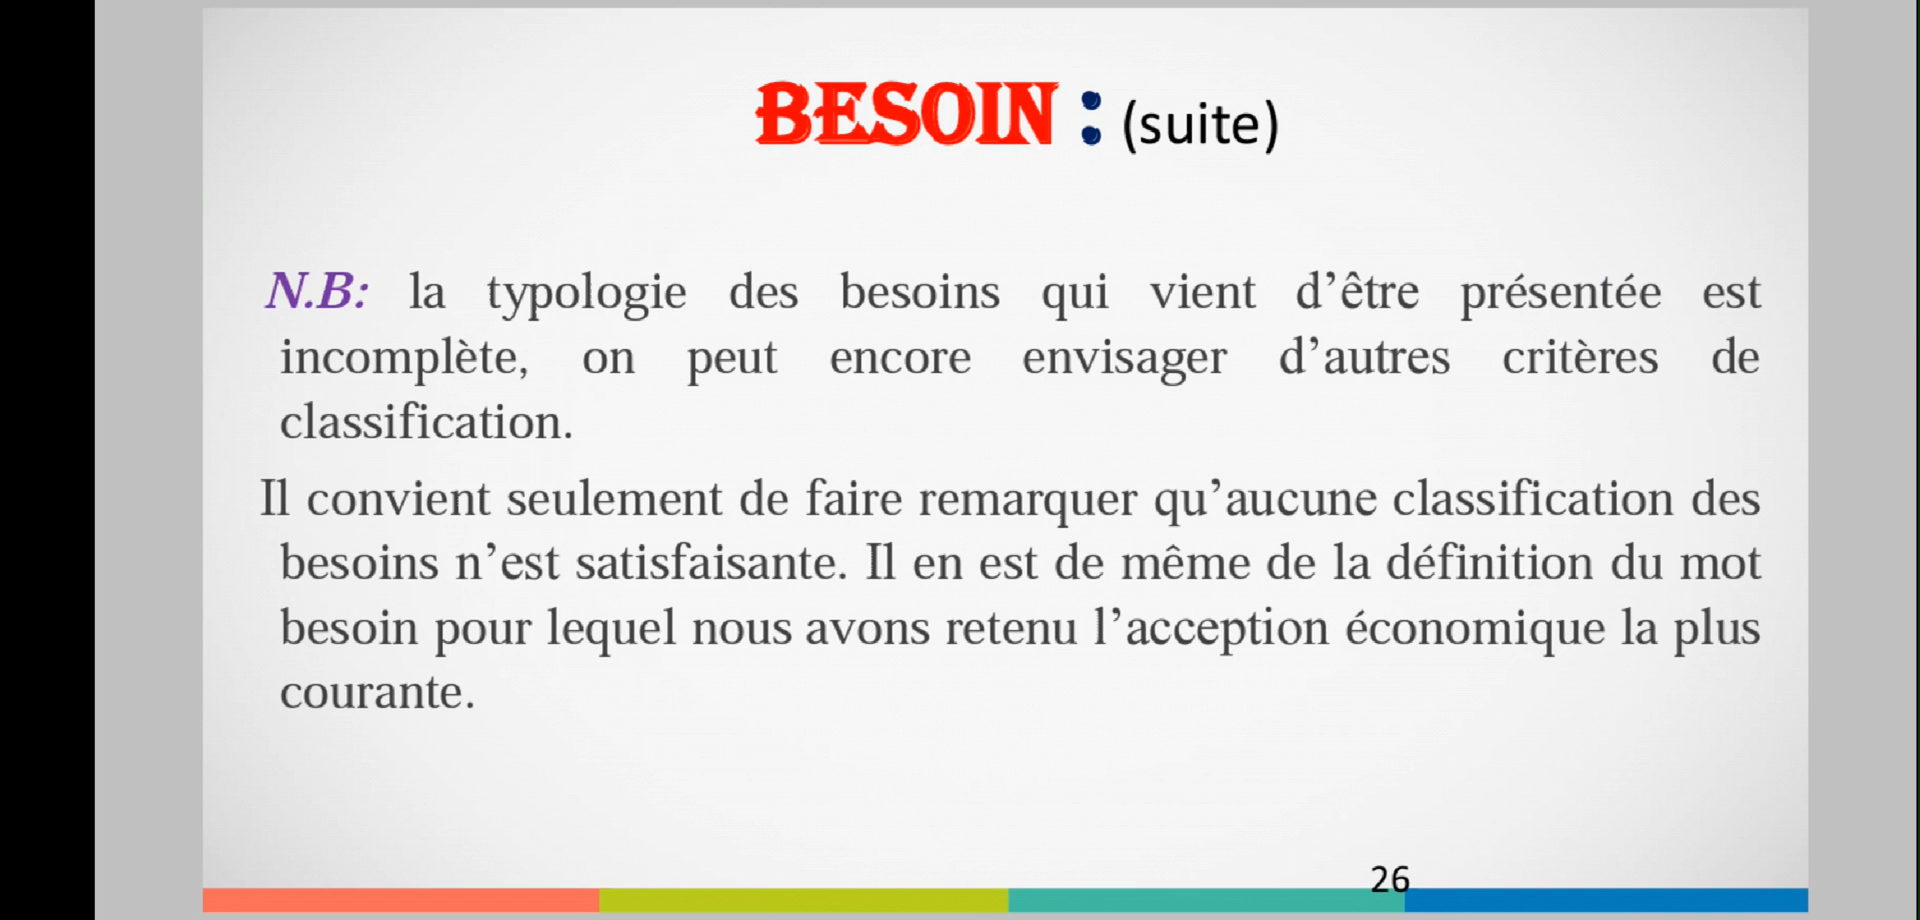 BESOIN : (suite)
N.B: la typologie des besoins qui vient d’être présentée est
incomplète, on peut encore envisager d’autres critères de
classification.
Il convient seulement de faire remarquer qu’aucune classification des
besoins n’est satisfaisante. Il en est de même de la définition du mot
besoin pour lequel nous avons retenu l’acception économique la plus
courante.
26